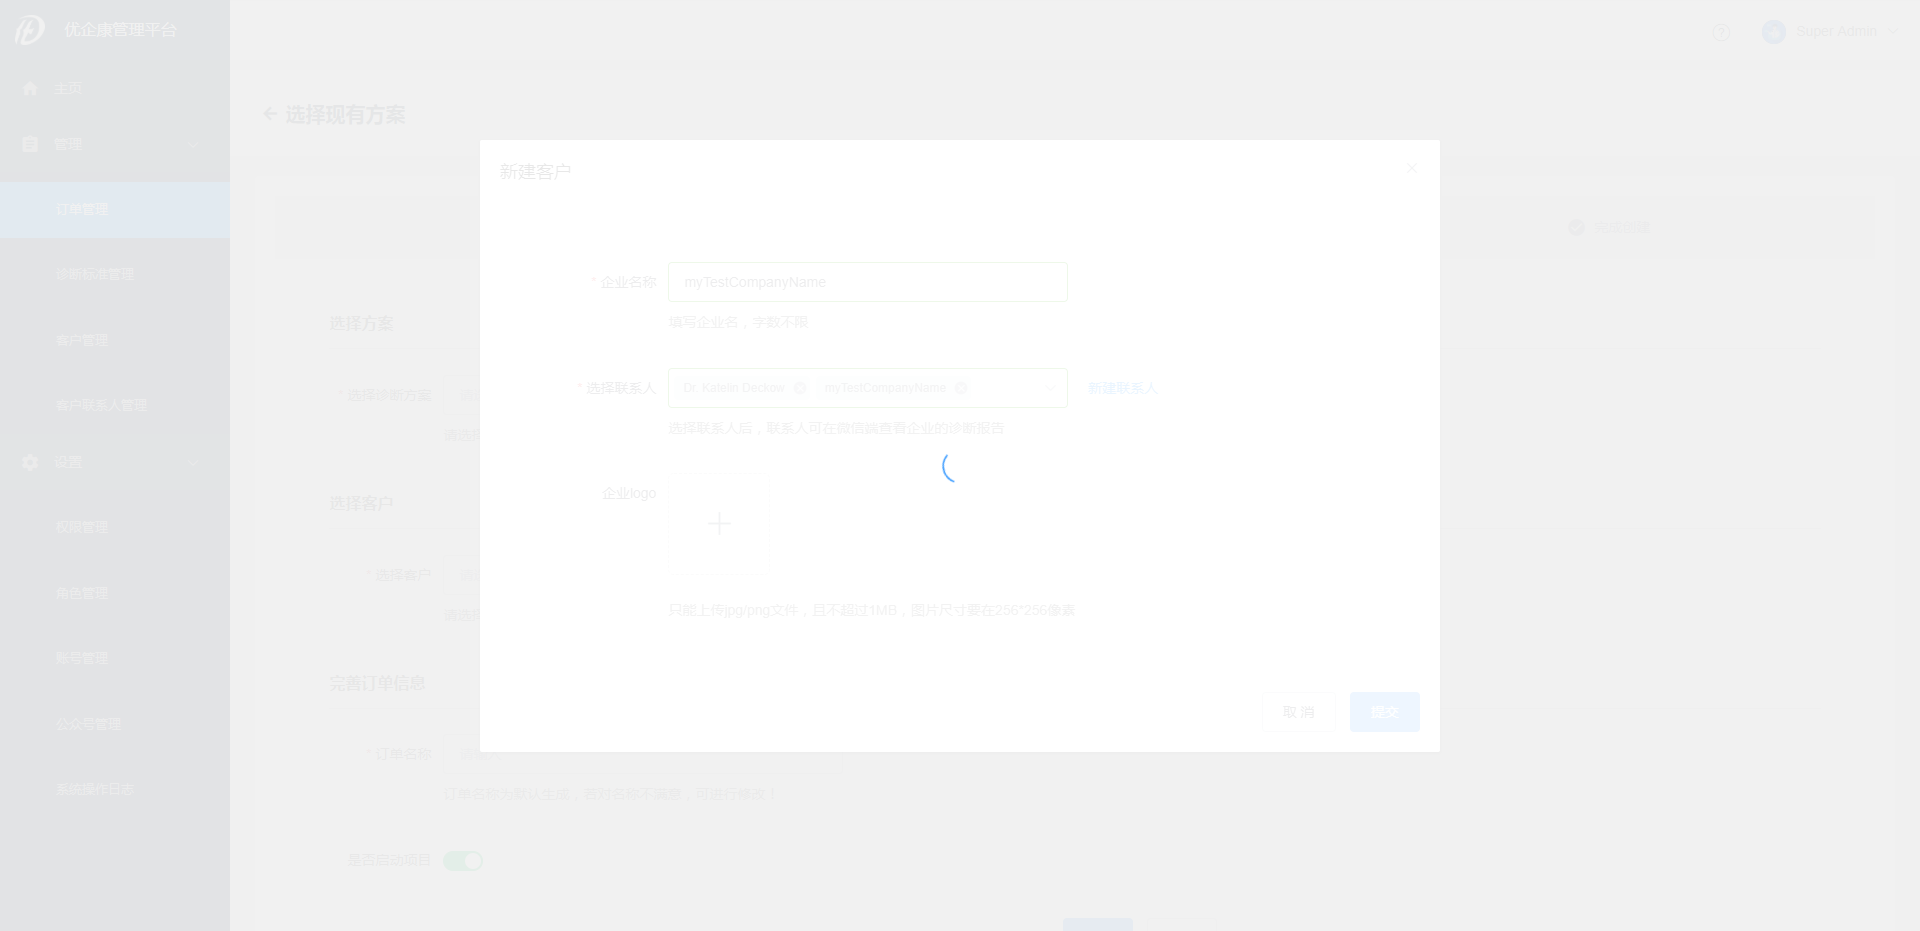 优企康管理平台
Super Admin
主页
管理
订单管理
诊断标准管理
客户管理
客户联系人管理
设置
权限管理
角色管理
账号管理
公众号管理
系统操作日志
选择现有方案
选择方案
* 选择诊断方案
请选择
选择客户
* 选择客户
请选择
完善订单信息
* 订单名称
订单名称为默认生成，若对名称不满意，可进行修改！
是否启动项目
新建客户
* 企业名称
myTestCompanyName
填写企业名，字数不限
* 选择联系人
Dr. Katelin Deckow
myTestCompanyName
新建联系人
选择联系人后，联系人可在微信端查看企业的诊断报告
企业logo
只能上传jpg/png文件，且不超过1MB，图片尺寸要在256*256像素
取 消
提交